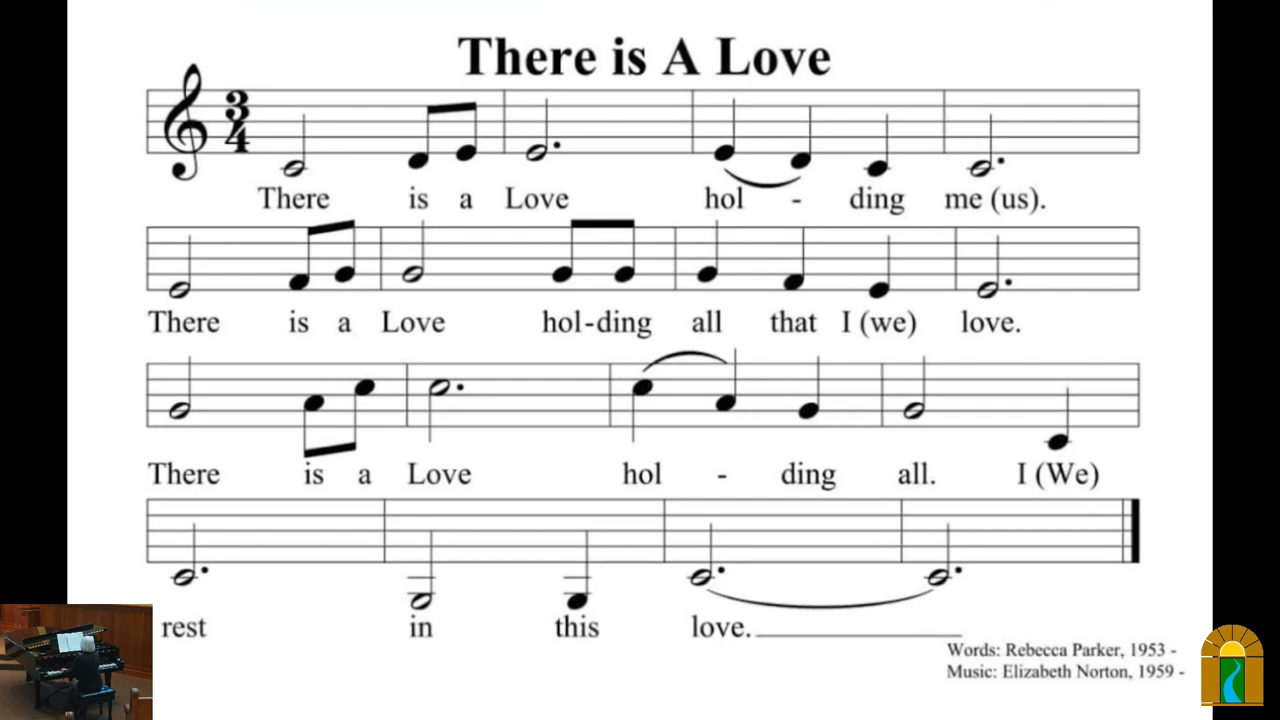 There is A Love
3
4
There is a Love hol - ding me (us).
There is a Love hol-ding all that I (we) love.
There is a Love hol - ding all. I (We)
rest in this love.
Words: Rebecca Parker, 1953 -
Music: Elizabeth Norton, 1959 -